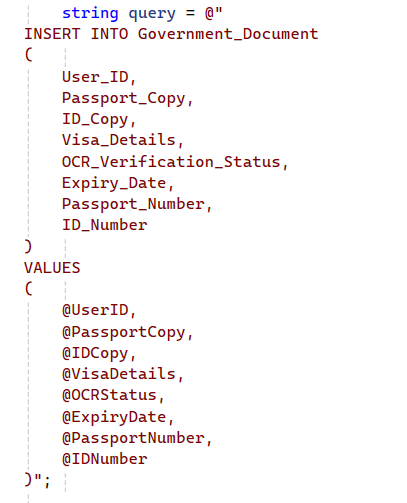 string query = @"
INSERT INTO Government_Document
(
User_ID,
Passport_Copy,
ID_Copy,
Visa_Details,
OCR_Verification_Status,
Expiry_Date,
Passport_Number,
ID_Number
)
VALUES
(
@UserID,
@PassportCopy,
@IDCopy,
@VisaDetails,
@OCRStatus,
@ExpiryDate,
@PassportNumber,
@IDNumber
)";